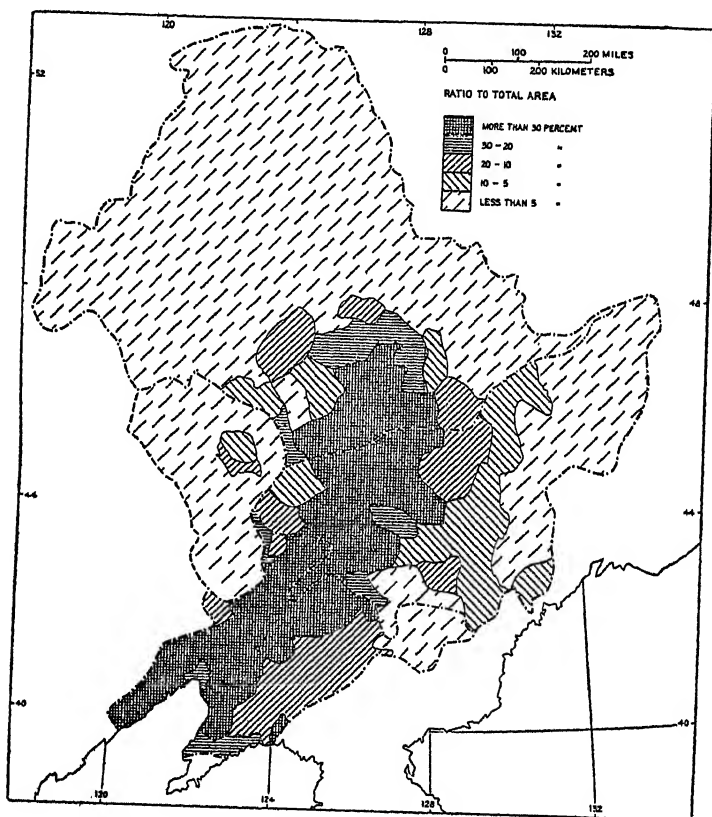 120 128 132
0 100 200 MILES
0 100 200 KILOMETERS
52
RATIO TO TOTAL AREA
MORE THAN 30 PERCENT
30 - 20 "
20 - 10 "
10 - 5 "
LESS THAN 5 "
48
44 44
40 40
120 124 128 132